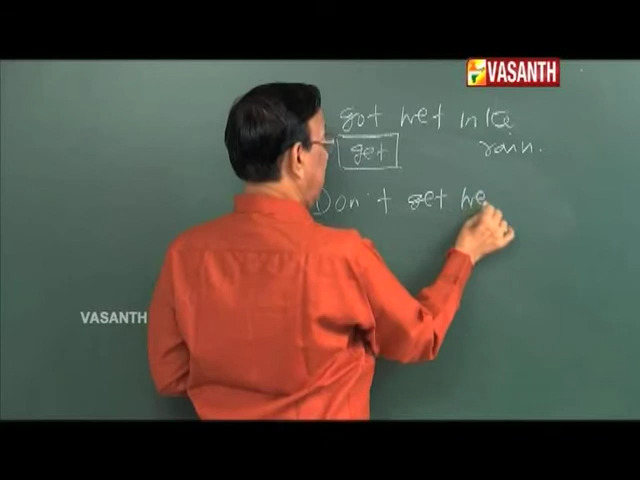 VASANTH
got wet in the
rain.
get
Don't get we
VASANTH